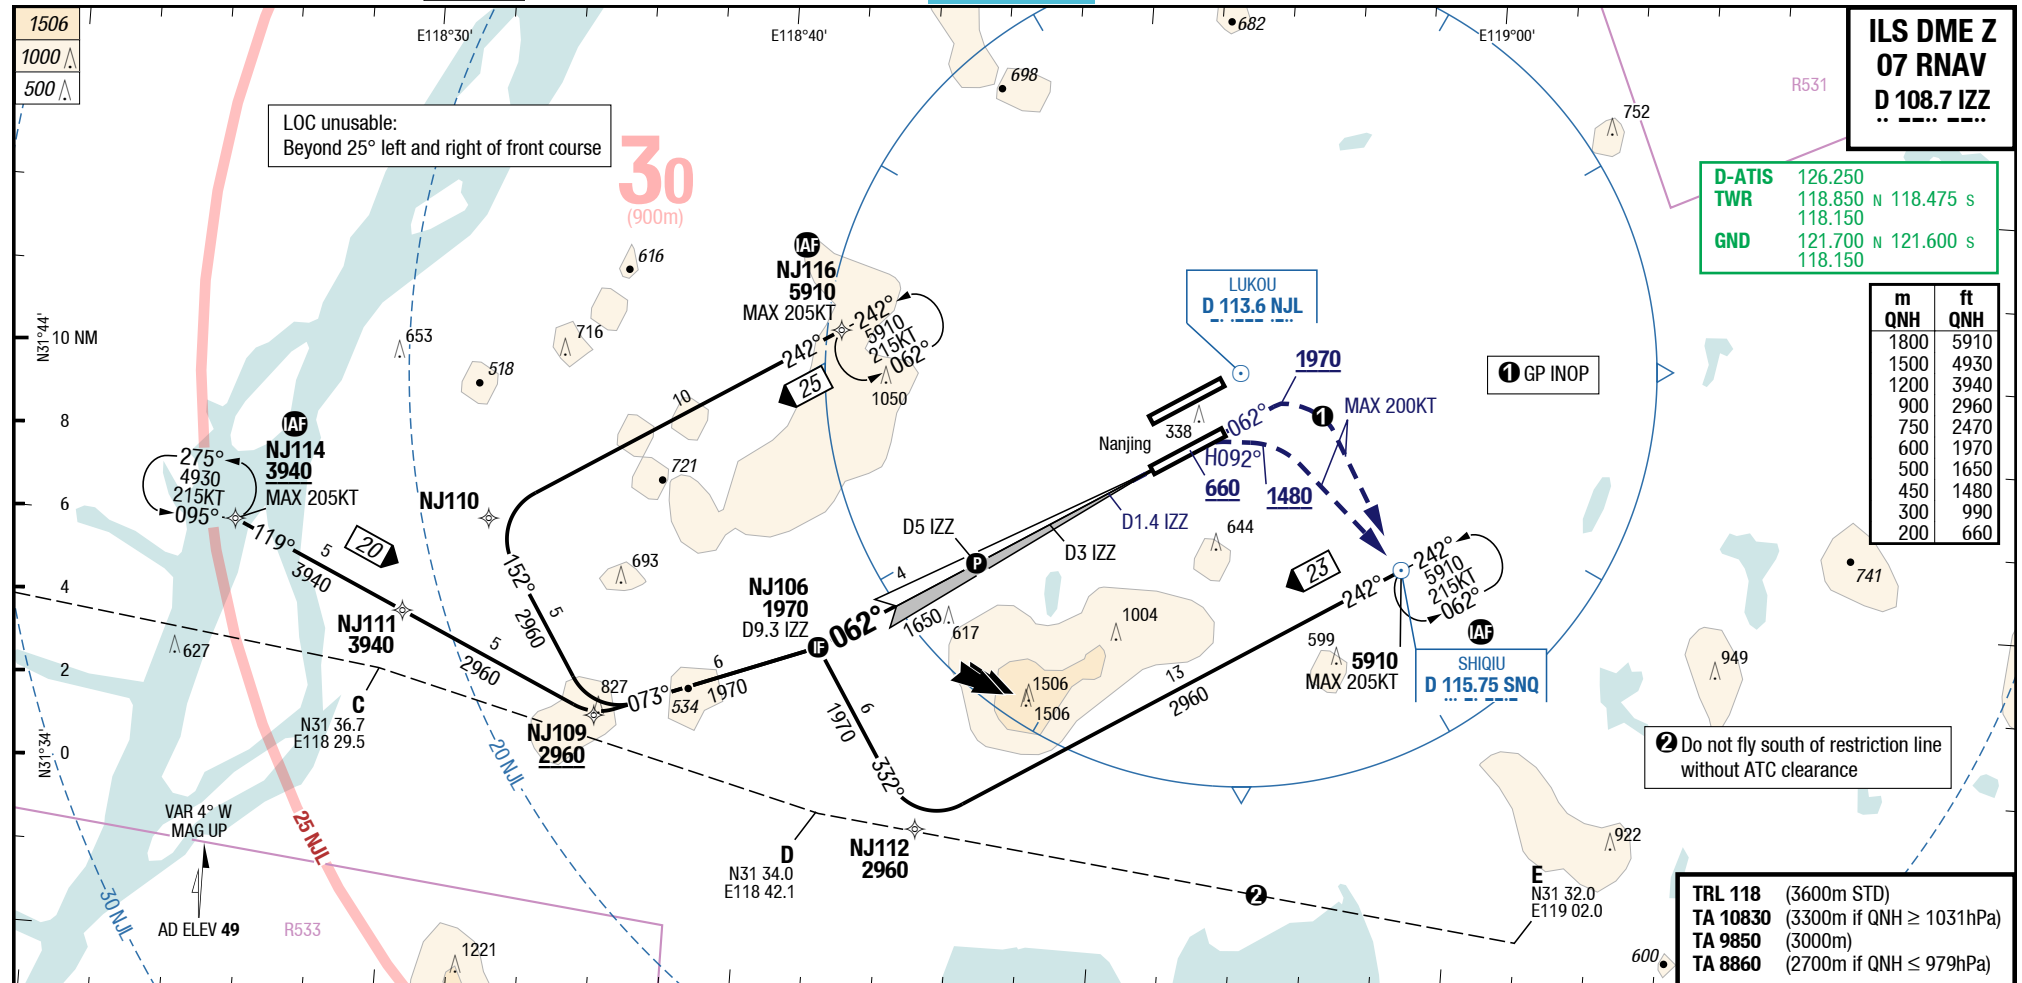 1506
1000
500
E118°30'
E118°40'
E119°00'
682
698
R531
752
ILS DME Z
07 RNAV
D 108.7 IZZ
LOC unusable:
Beyond 25° left and right of front course
30
(900m)
D-ATIS 126.250
TWR 118.850 N 118.475 S
118.150
GND 121.700 N 121.600 S
118.150
m ft
QNH QNH
1800 5910
1500 4930
1200 3940
900 2960
750 2470
600 1970
500 1650
450 1480
300 990
200 660
616
IAF
NJ116
5910
MAX 205KT
242°
5910
215KT
062°
242°
25
10
1050
LUKOU
D 113.6 NJL
N31°44'
10 NM
8
6
4
2
0
N31°34'
653
716
518
721
1 GP INOP
1970
062°
1
MAX 200KT
Nanjing
338
H092°
660
1480
D1.4 IZZ
IAF
NJ114
3940
MAX 205KT
275°
4930
215KT
095°
119°
5
3940
20
NJ110
152°
5
2960
693
D5 IZZ
P
D3 IZZ
644
4
NJ106
1970
D9.3 IZZ
IF
062°
1650
617
1004
23
242°
242°
5910
215KT
062°
IAF
SHIQIU
D 115.75 SNQ
5910
MAX 205KT
599
741
949
NJ111
3940
5
2960
627
827
073°
6
1970
534
NJ109
2960
C
N31 36.7
E118 29.5
1506
1506
13
2960
6
1970
332°
20 NJL
25 NJL
30 NJL
2 Do not fly south of restriction line
without ATC clearance
VAR 4° W
MAG UP
AD ELEV 49
R533
1221
D
N31 34.0
E118 42.1
NJ112
2960
2
922
E
N31 32.0
E119 02.0
600
TRL 118 (3600m STD)
TA 10830 (3300m if QNH ≥ 1031hPa)
TA 9850 (3000m)
TA 8860 (2700m if QNH ≤ 979hPa)